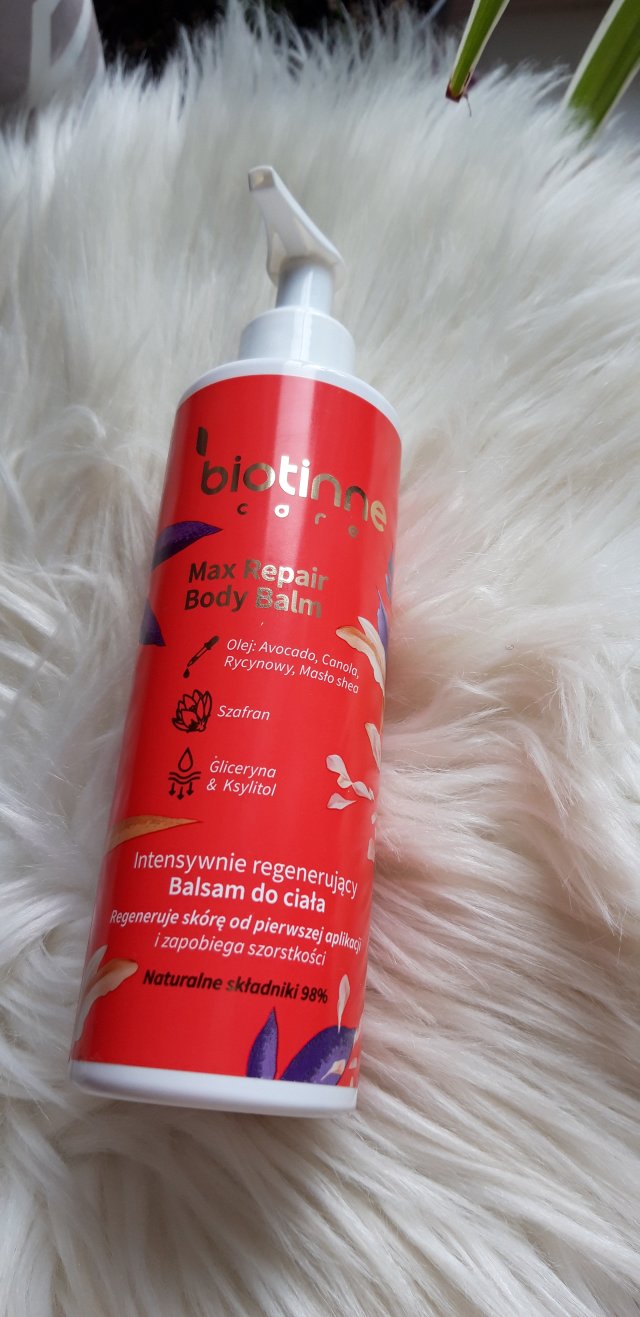 biotinne
care
Max Repair
Body Balm
Olej: Avocado, Canola,
Rycynowy, Masło shea
Szafran
Gliceryna
& Ksylitol
Intensywnie regenerujący
Balsam do ciała
Regeneruje skórę od pierwszej aplikacji
i zapobiega szorstkości
Naturalne składniki 98%